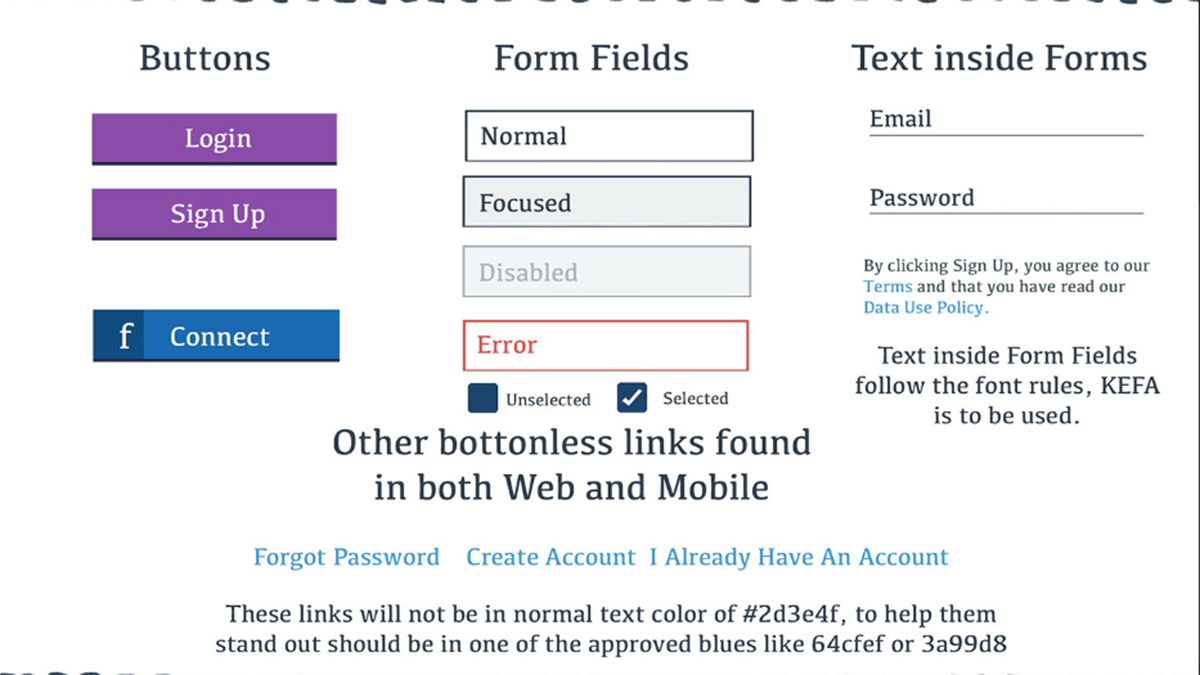 Buttons
Login
Sign Up
f Connect
Form Fields
Normal
Focused
Disabled
Error
Unselected
Selected
Text inside Forms
Email
Password
By clicking Sign Up, you agree to our
Terms and that you have read our
Data Use Policy.
Text inside Form Fields
follow the font rules, KEFA
is to be used.
Other bottonless links found
in both Web and Mobile
Forgot Password
Create Account
I Already Have An Account
These links will not be in normal text color of #2d3e4f, to help them
stand out should be in one of the approved blues like 64cfef or 3a99d8